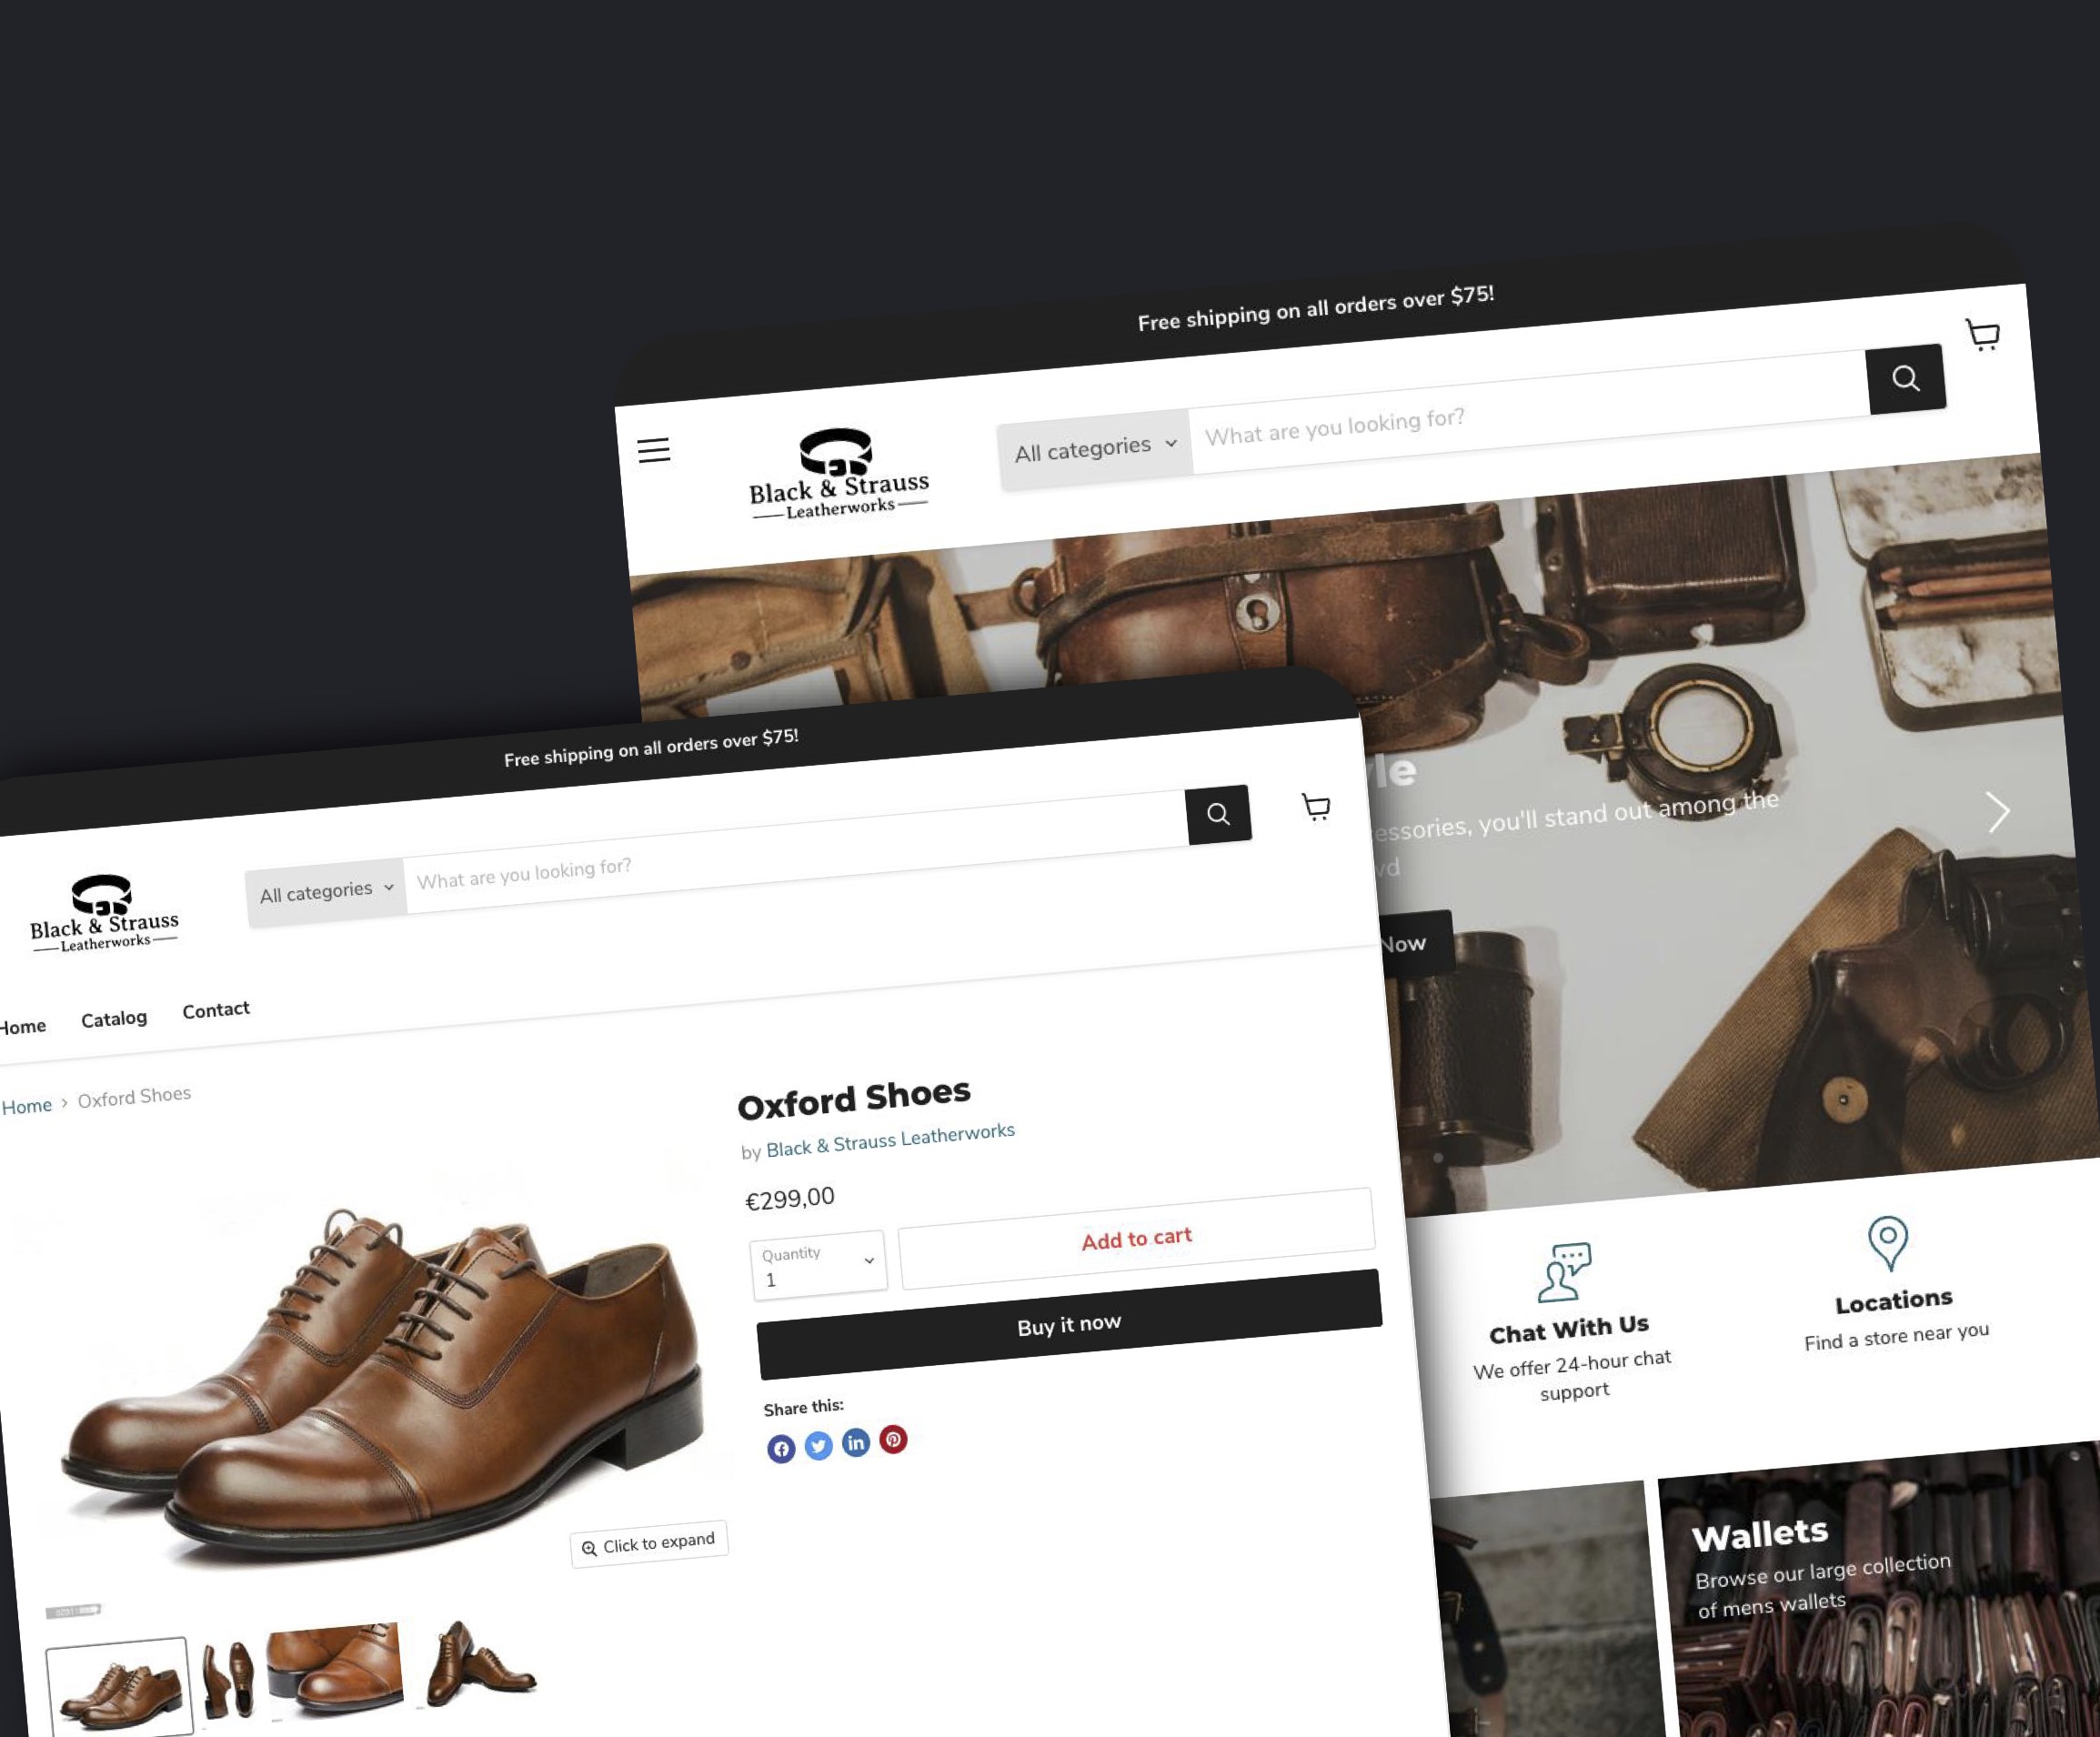 Free shipping on all orders over $75!
Black & Strauss
Leatherworks
All categories
What are you looking for?
essories, you'll stand out among the
Now
Chat With Us
We offer 24-hour chat
support
Locations
Find a store near you
Wallets
Browse our large collection
of mens wallets
Free shipping on all orders over $75!
Black & Strauss
Leatherworks
All categories
What are you looking for?
Home Catalog Contact
Home > Oxford Shoes
Oxford Shoes
by Black & Strauss Leatherworks
€299,00
Quantity
1
Add to cart
Buy it now
Share this:
Click to expand